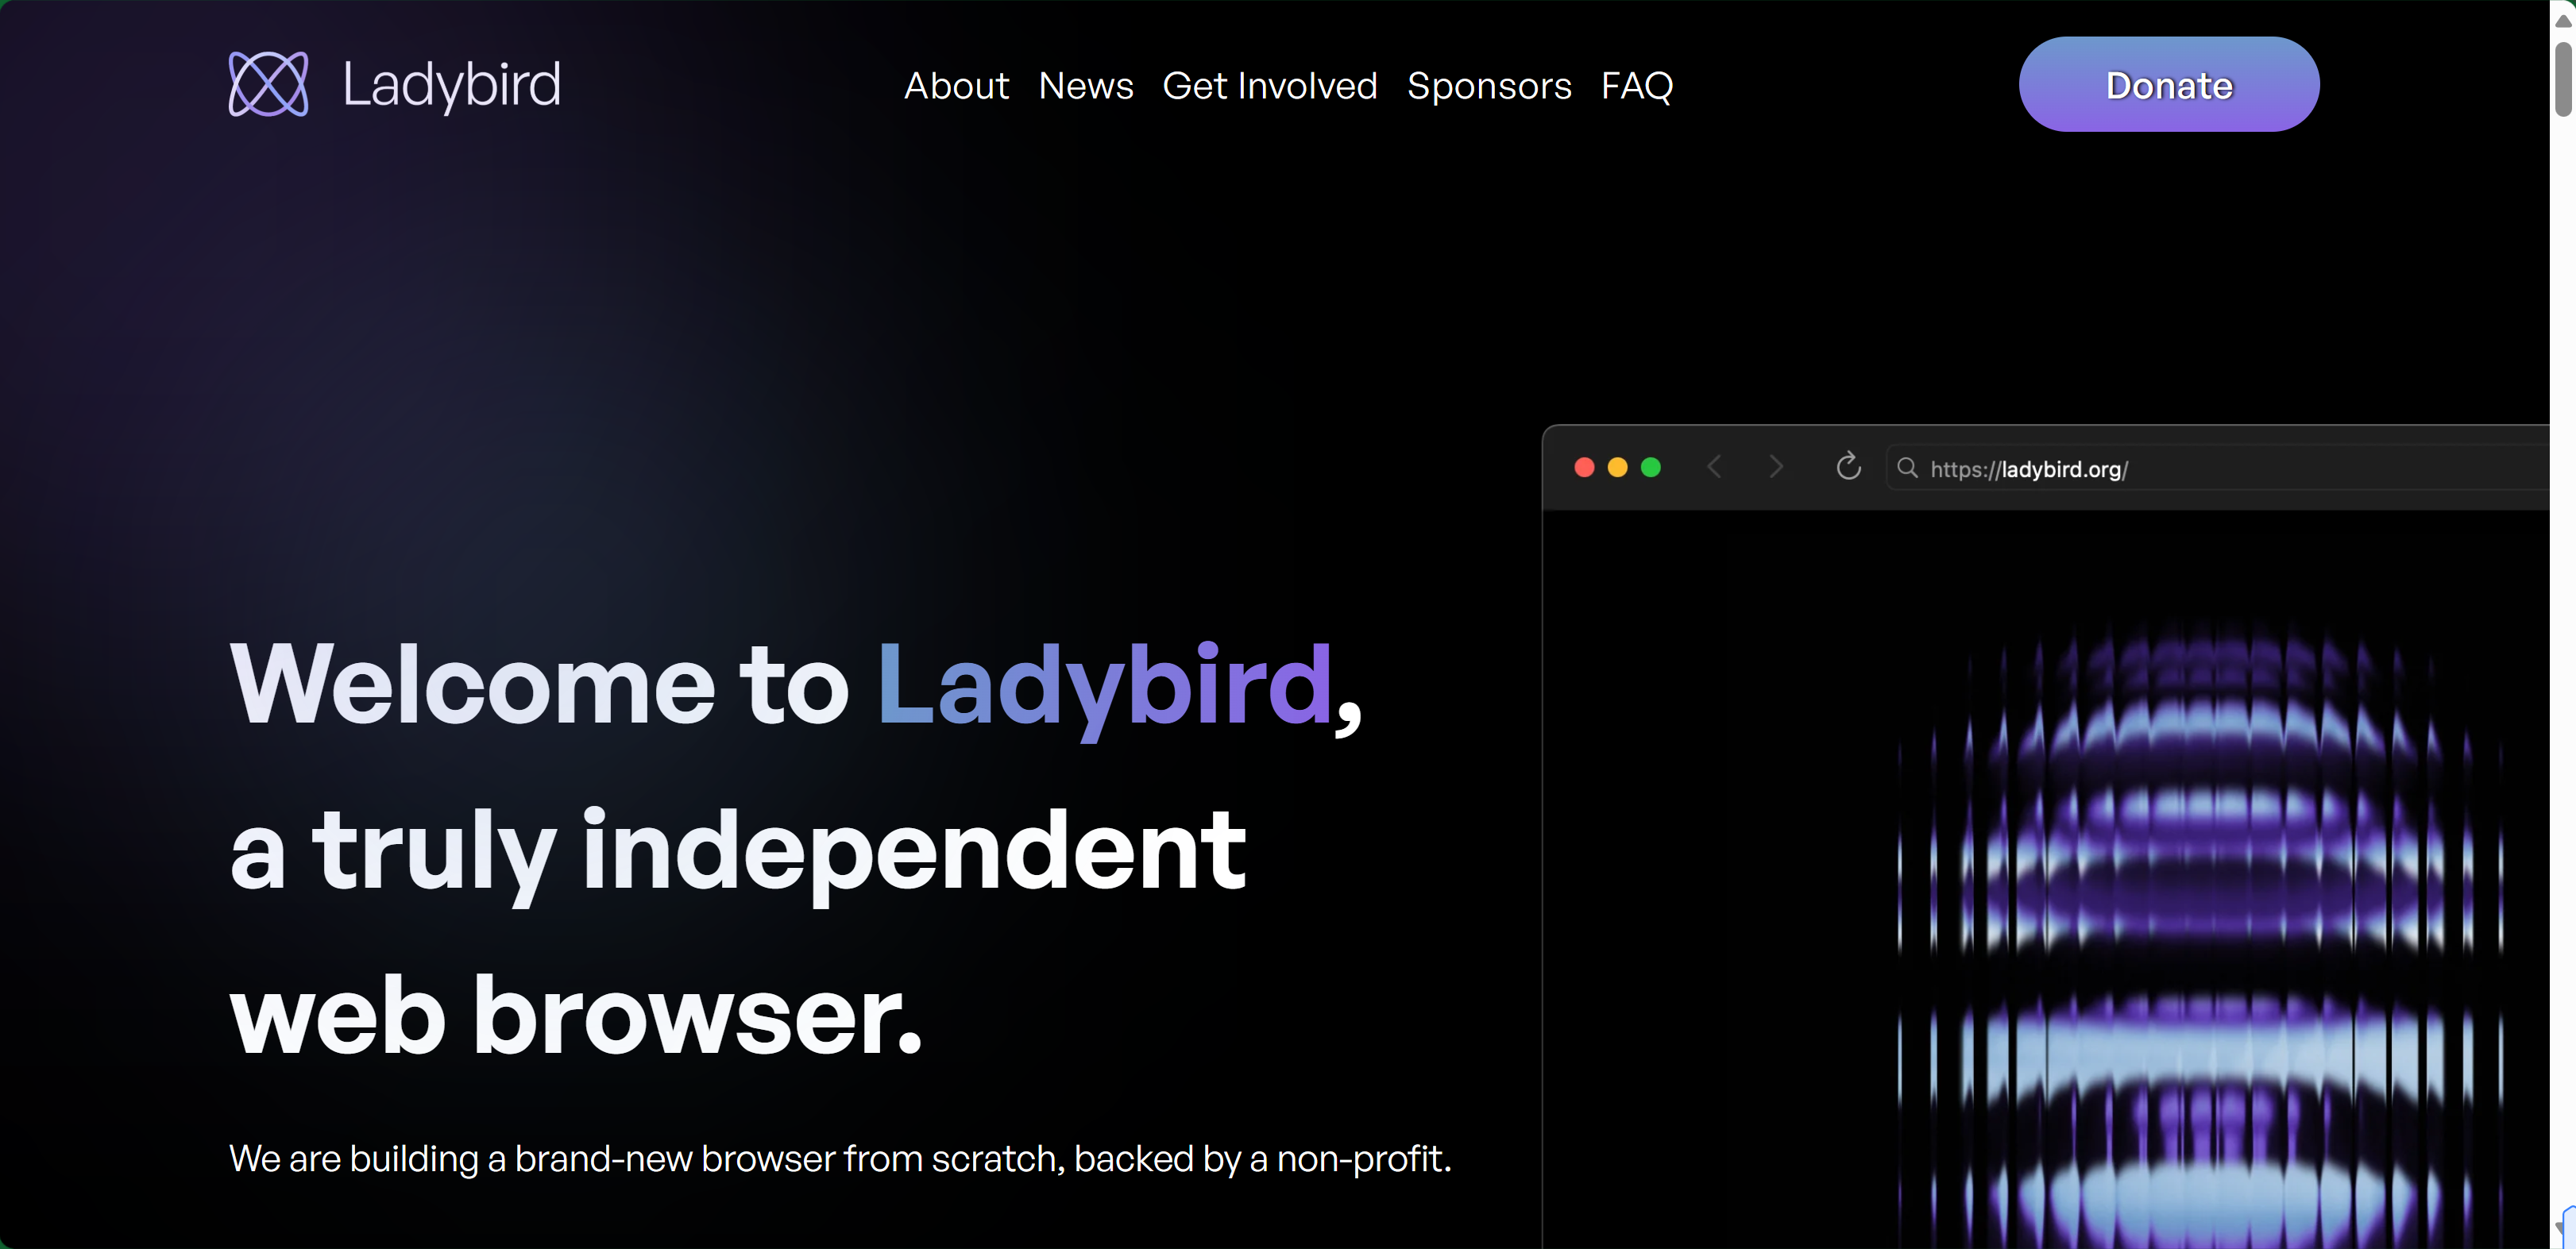 Ladybird
About News Get Involved Sponsors FAQ
Donate
https://ladybird.org/
Welcome to Ladybird,
a truly independent
web browser.
We are building a brand-new browser from scratch, backed by a non-profit.